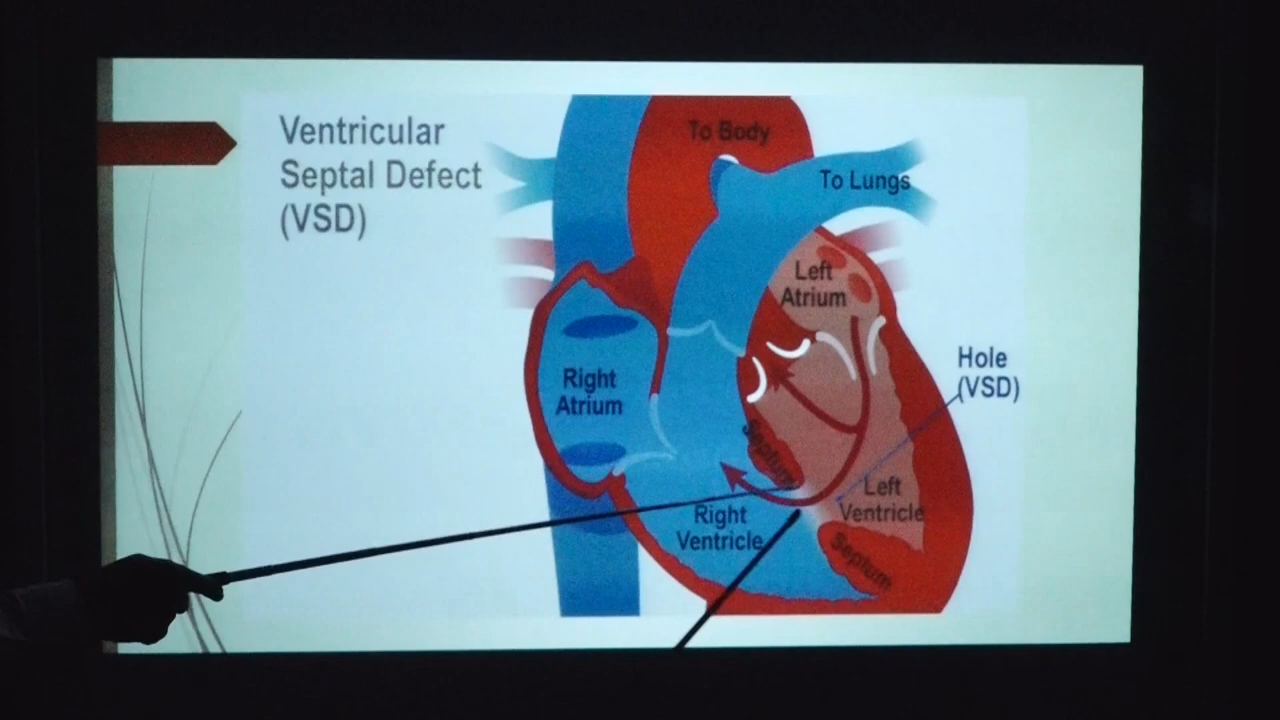 Ventricular
Septal Defect
(VSD)
To Body
To Lungs
Left
Atrium
Hole
(VSD)
Right
Atrium
Septum
Left
Ventricle
Right
Ventricle
Septum